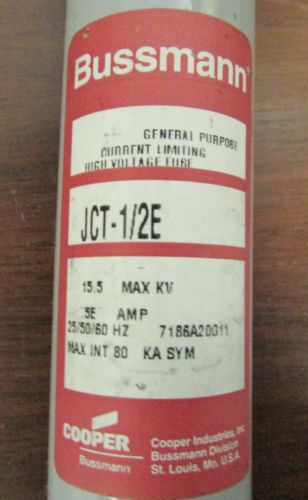 Bussmann®
GENERAL PURPOSE
CURRENT LIMITING
HIGH VOLTAGE FUSE
JCT-1/2E
15.5 MAX KV
.5E AMP
25/50/60 HZ 7186A20G11
MAX INT 80 KA SYM
COOPER
Bussmann
Cooper Industries, Inc.
Bussmann Division
St. Louis, Mo. U.S.A.